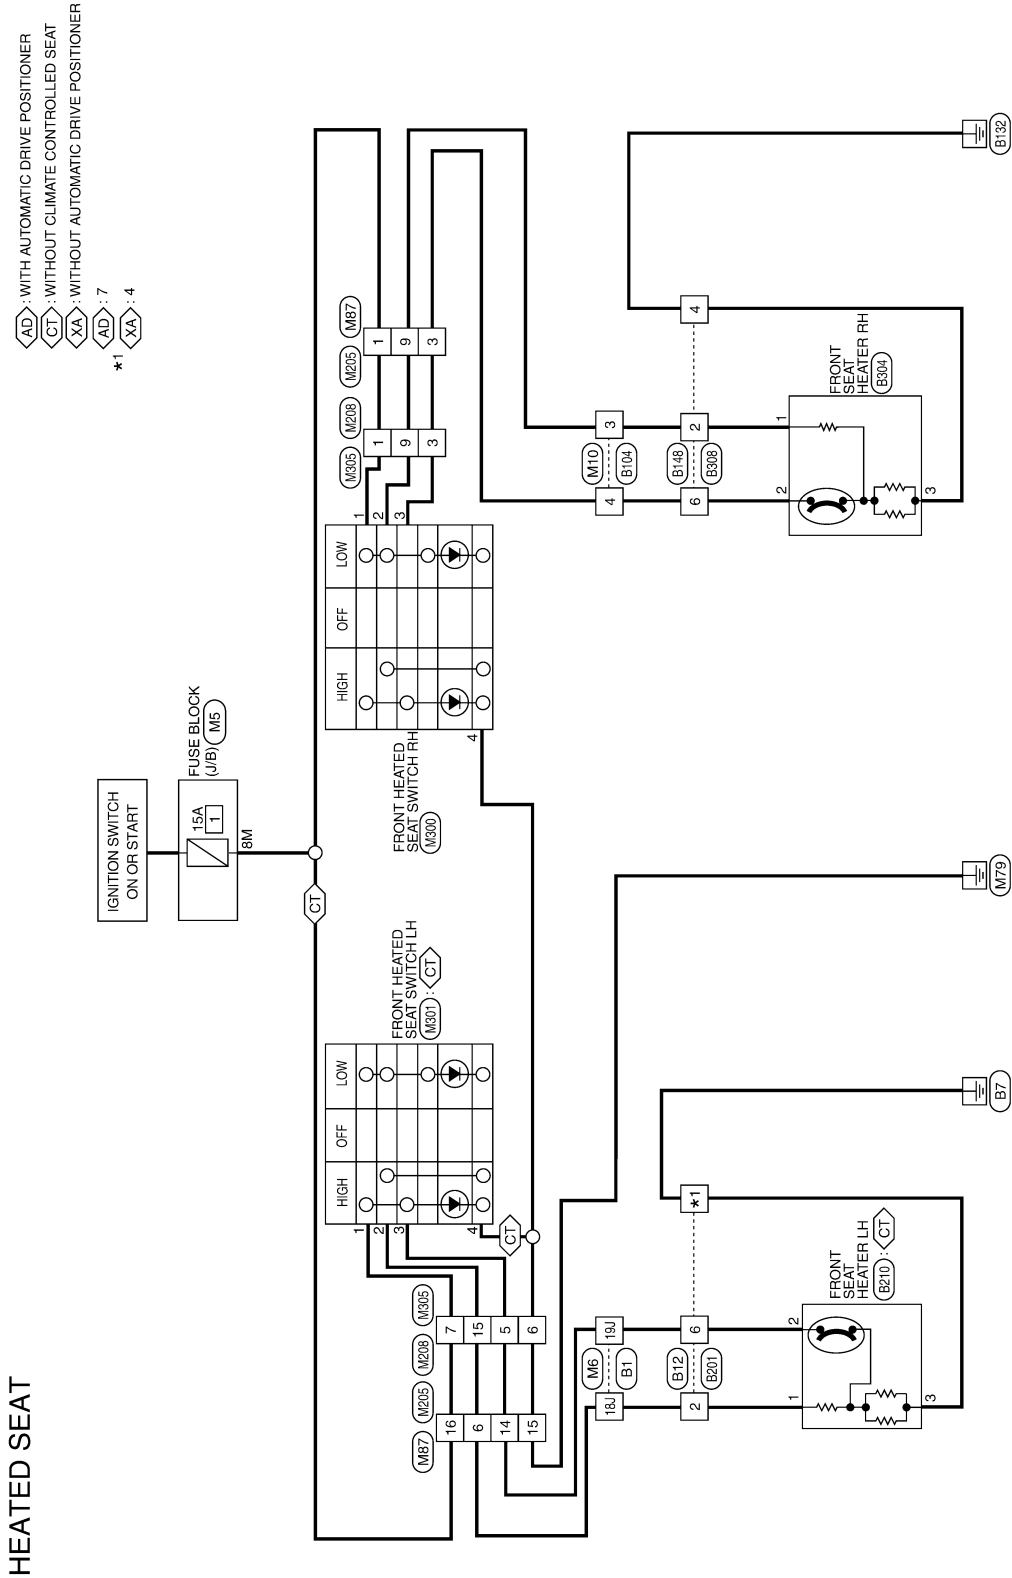 HEATED SEAT
AD : WITH AUTOMATIC DRIVE POSITIONER
CT : WITHOUT CLIMATE CONTROLLED SEAT
XA : WITHOUT AUTOMATIC DRIVE POSITIONER
*1 AD : 7
XA : 4
IGNITION SWITCH
ON OR START
FUSE BLOCK
(J/B) M5
15A
1
8M
CT
FRONT HEATED
SEAT SWITCH LH
M301 : CT
HIGH OFF LOW
1
2
3
4
CT
FRONT HEATED
SEAT SWITCH RH
M300
HIGH OFF LOW
1
2
3
4
M87 M205 M208 M305
16 7
6 15
14 5
15 6
M305 M208 M205 M87
1 1
9 9
3 3
18J M6 19J
B1
2 B12 6 *1
B201
4 M10 3
B104
6 B148 2 4
B308
FRONT
SEAT
HEATER LH
B210 : CT
1 2
3
FRONT
SEAT
HEATER RH
B304
2 1
3
B7
M79
B132